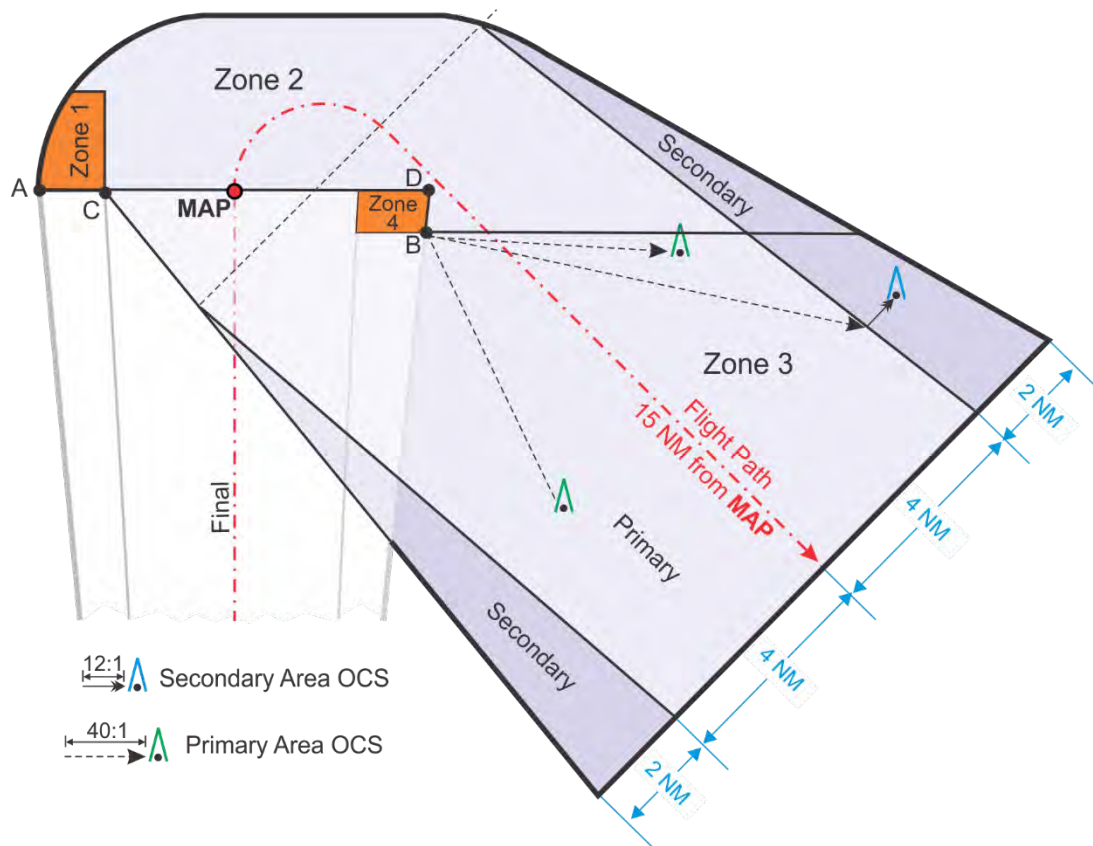 Zone 2
Zone 1
Secondary
A
C
MAP
D
Zone
4
B
Zone 3
Final
Flight Path
15 NM from MAP
Primary
Secondary
2 NM
4 NM
4 NM
2 NM
12:1
Secondary Area OCS
40:1
Primary Area OCS